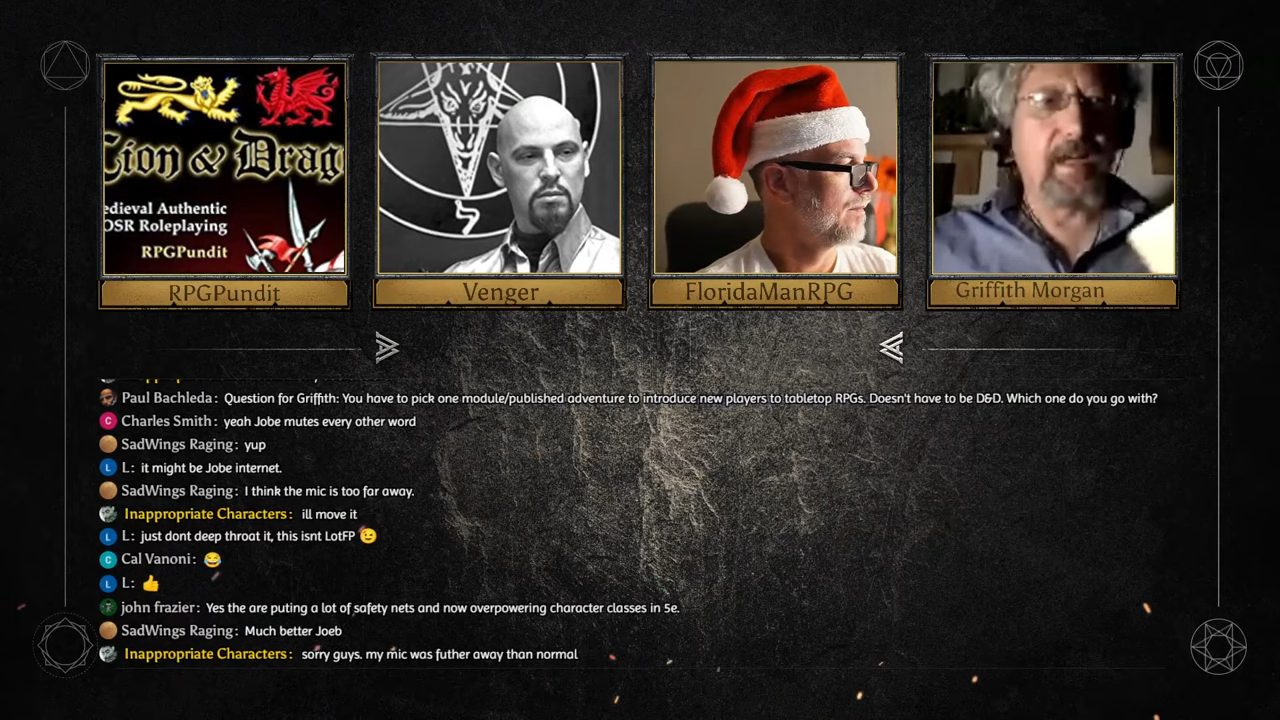 Lion & Drag
edieval Authentic
OSR Roleplaying
RPGPundit
RPGPundit
Venger
FloridaManRPG
Griffith Morgan
Paul Bachleda: Question for Griffith: You have to pick one module/published adventure to introduce new players to tabletop RPGs. Doesn't have to be D&D. Which one do you go with?
C Charles Smith: yeah Jobe mutes every other word
SadWings Raging: yup
L L: it might be Jobe internet.
SadWings Raging: I think the mic is too far away.
Inappropriate Characters: ill move it
L L: just dont deep throat it, this isnt LotFP 😉
C Cal Vanoni: 😂
L L: 👍
john frazier: Yes the are puting a lot of safety nets and now overpowering character classes in 5e.
SadWings Raging: Much better Joeb
Inappropriate Characters: sorry guys. my mic was futher away than normal